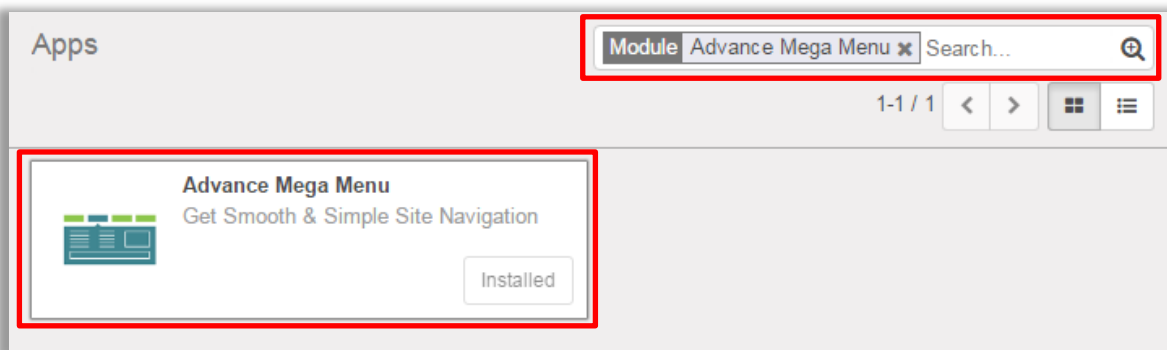 Apps
Module Advance Mega Menu Search...
1-1 / 1
Advance Mega Menu
Get Smooth & Simple Site Navigation
Installed